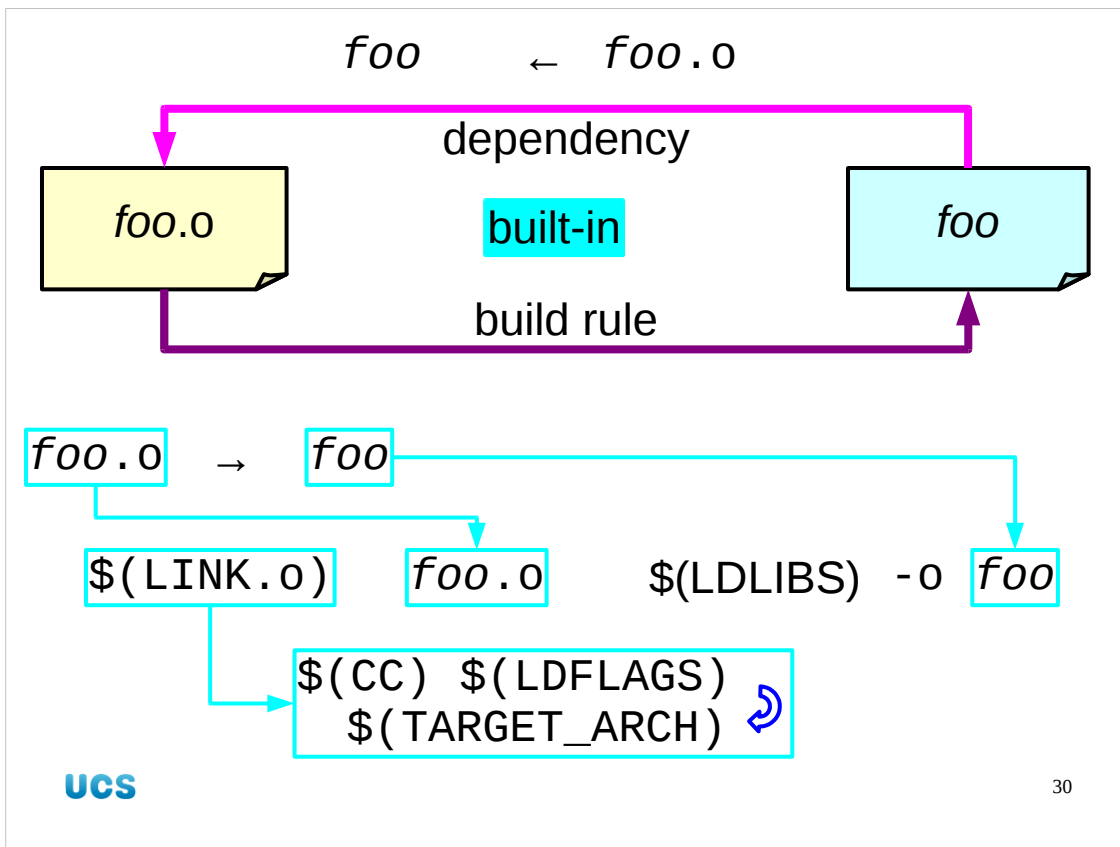 foo ← foo.o
dependency
foo.o built-in foo
build rule
foo.o → foo
$(LINK.o) foo.o $(LDLIBS) -o foo
$(CC) $(LDFLAGS)
$(TARGET_ARCH)
UCS 30